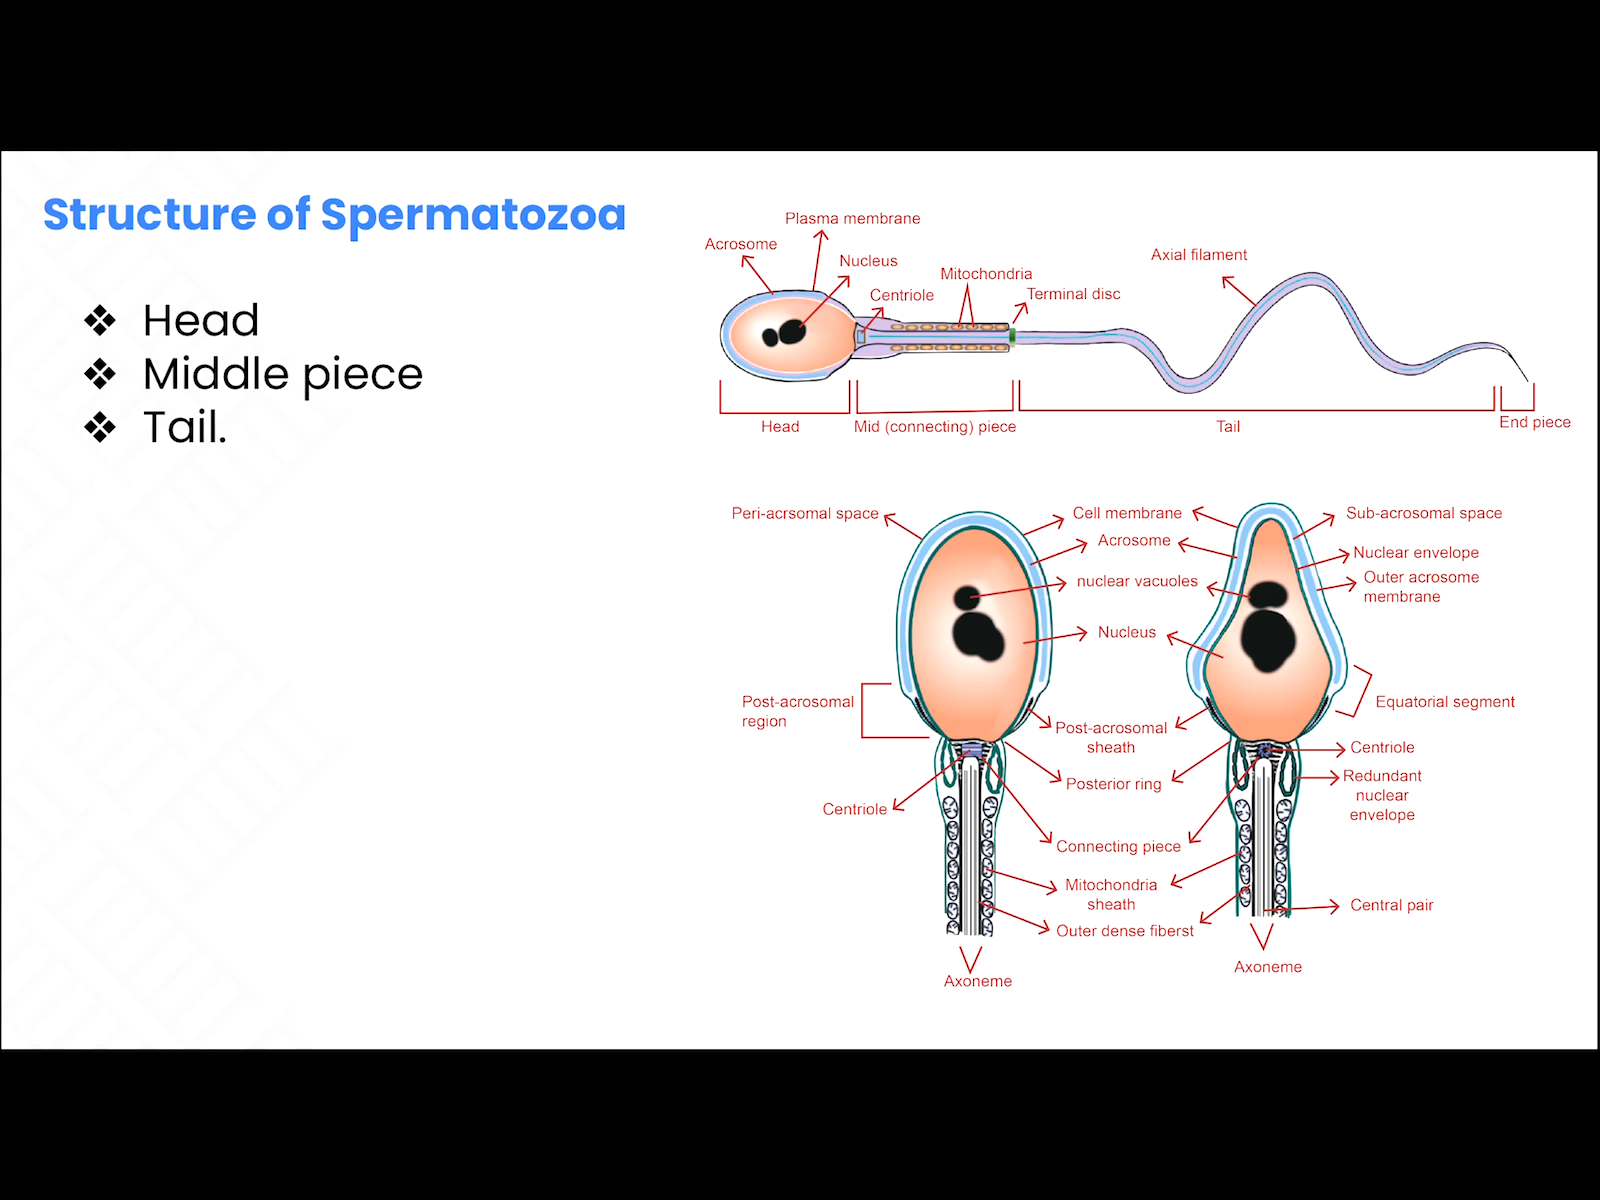 Structure of Spermatozoa
❖ Head
❖ Middle piece
❖ Tail.
Plasma membrane
Acrosome
Nucleus
Centriole
Mitochondria
Terminal disc
Axial filament
Head
Mid (connecting) piece
Tail
End piece
Peri-acrsomal space
Cell membrane
Acrosome
nuclear vacuoles
Nucleus
Post-acrosomal
region
Post-acrosomal
sheath
Posterior ring
Centriole
Connecting piece
Mitochondria
sheath
Outer dense fiberst
Axoneme
Sub-acrosomal space
Nuclear envelope
Outer acrosome
membrane
Equatorial segment
Centriole
Redundant
nuclear
envelope
Central pair
Axoneme